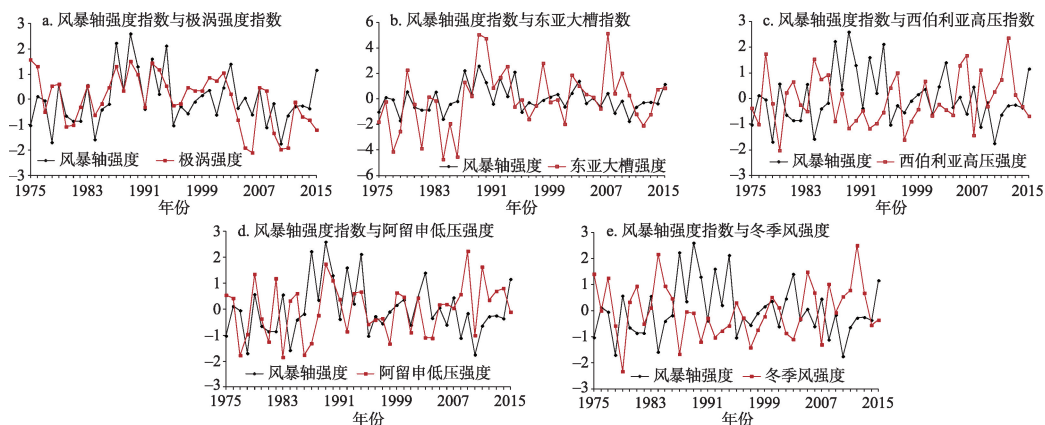 a. 风暴轴强度指数与极涡强度指数
3
2
1
0
−1
−2
−3
风暴轴强度 极涡强度
1975 1983 1991 1999 2007 2015
年份
b. 风暴轴强度指数与东亚大槽指数
6
4
2
0
−2
−4
−6
风暴轴强度 东亚大槽强度
1975 1983 1991 1999 2007 2015
年份
c. 风暴轴强度指数与西伯利亚高压指数
3
2
1
0
−1
−2
−3
风暴轴强度 西伯利亚高压强度
1975 1983 1991 1999 2007 2015
年份
d. 风暴轴强度指数与阿留申低压强度
3
2
1
0
−1
−2
−3
风暴轴强度 阿留申低压强度
1975 1983 1991 1999 2007 2015
年份
e. 风暴轴强度指数与冬季风强度
3
2
1
0
−1
−2
−3
风暴轴强度 冬季风强度
1975 1983 1991 1999 2007 2015
年份